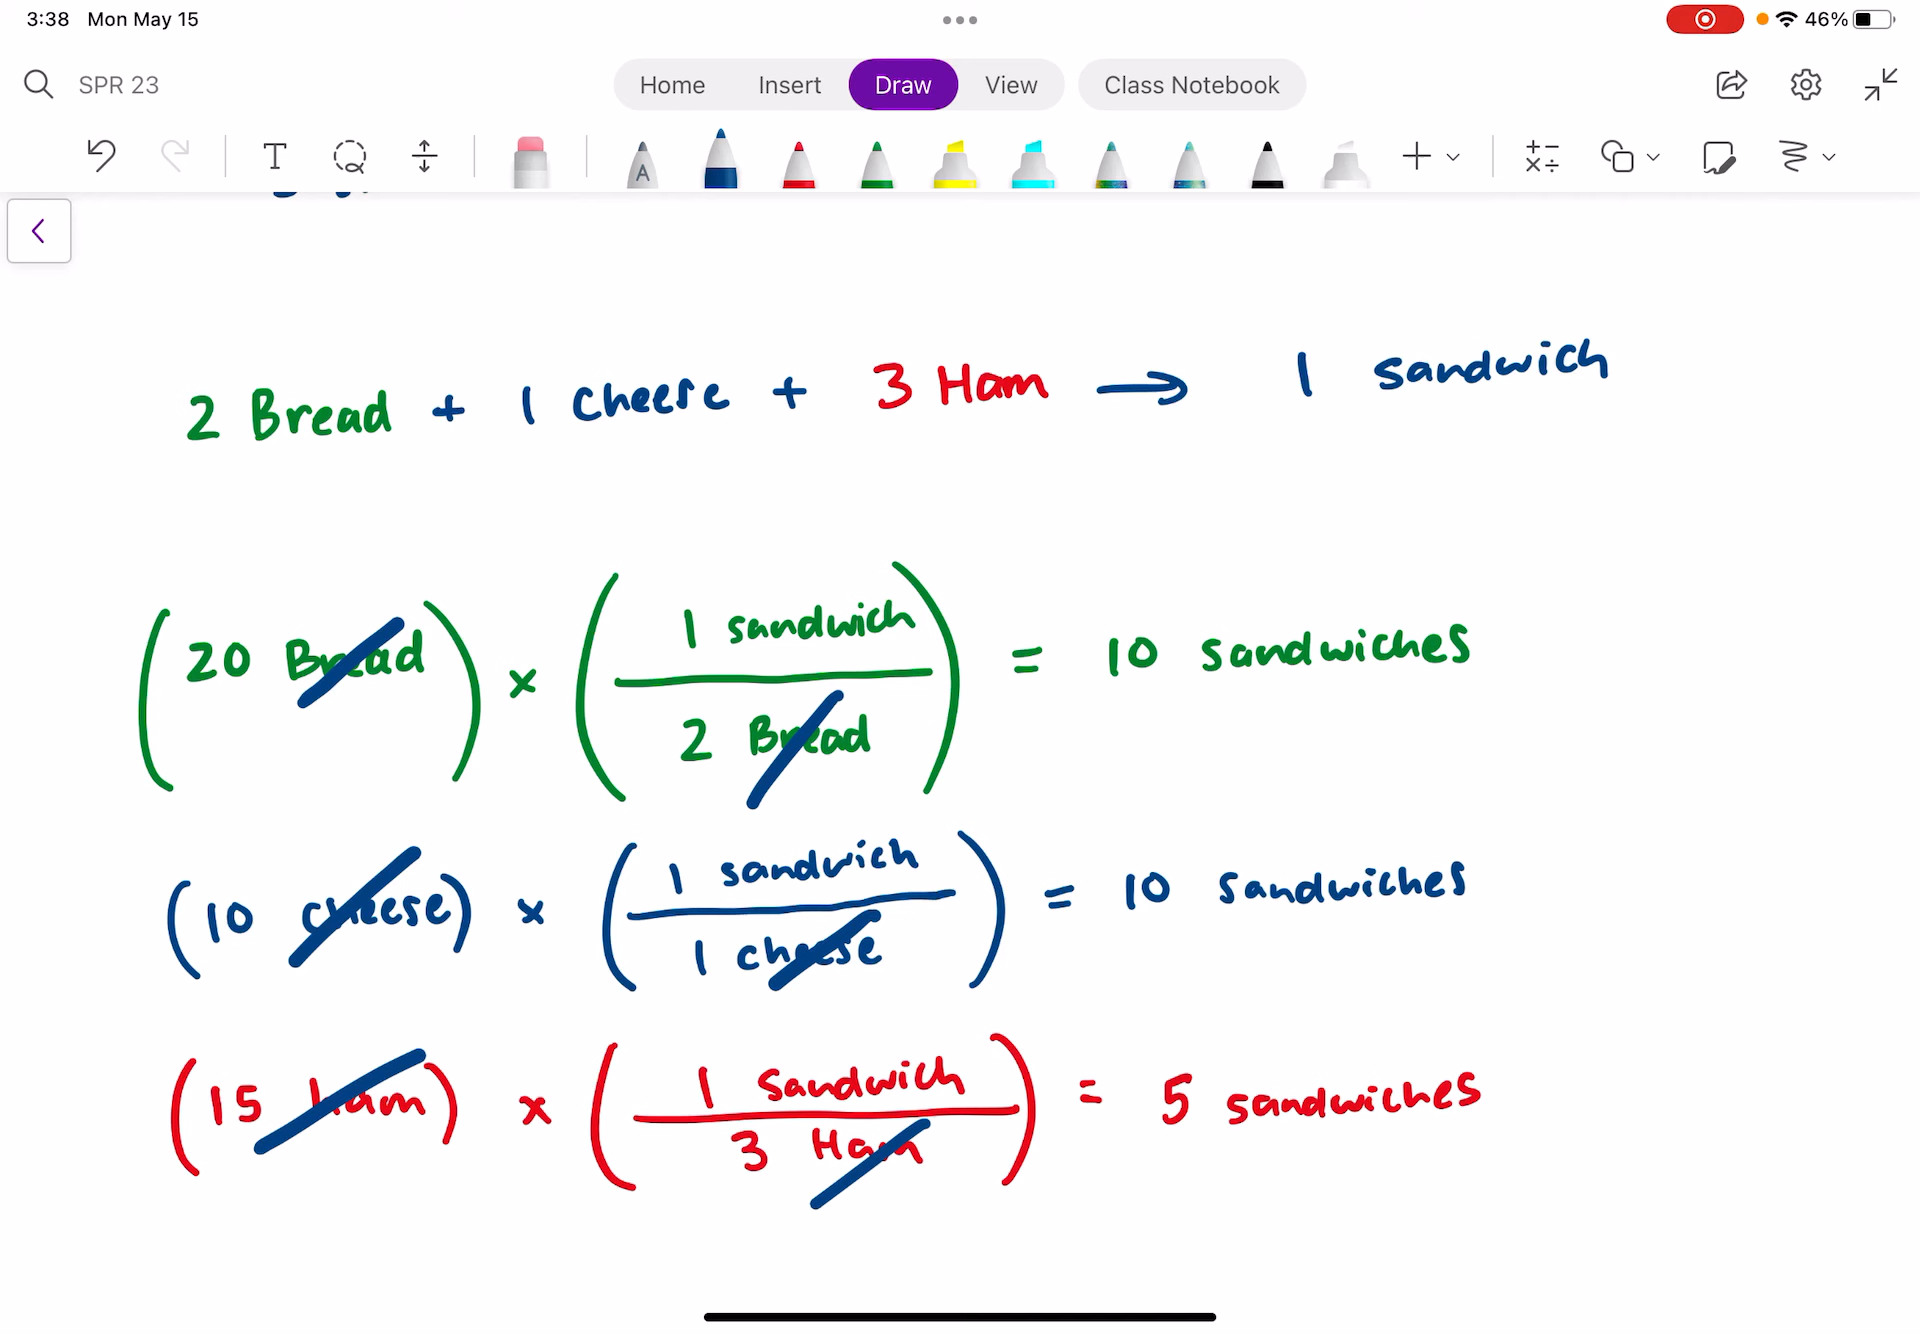 3:38 Mon May 15
46%
SPR 23
Home Insert Draw View Class Notebook
T A
2 Bread + 1 cheese + 3 Ham → 1 sandwich
(20 Bread) x (1 sandwich / 2 Bread) = 10 sandwiches
(10 cheese) x (1 sandwich / 1 cheese) = 10 sandwiches
(15 ham) x (1 sandwich / 3 Ham) = 5 sandwiches